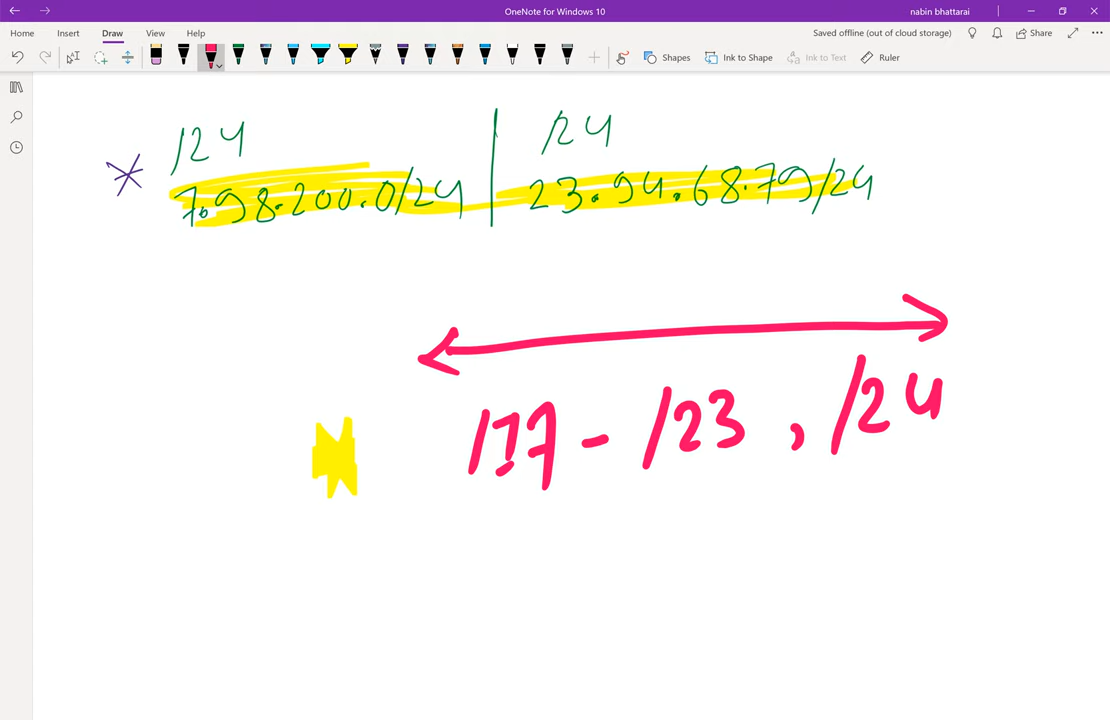 OneNote for Windows 10
nabin bhattarai
Home Insert Draw View Help
Saved offline (out of cloud storage)
Share
Shapes
Ink to Shape
Ink to Text
Ruler
/24
/24
7.98.200.0/24
23.94.68.79/24
/17 - /23 , /24